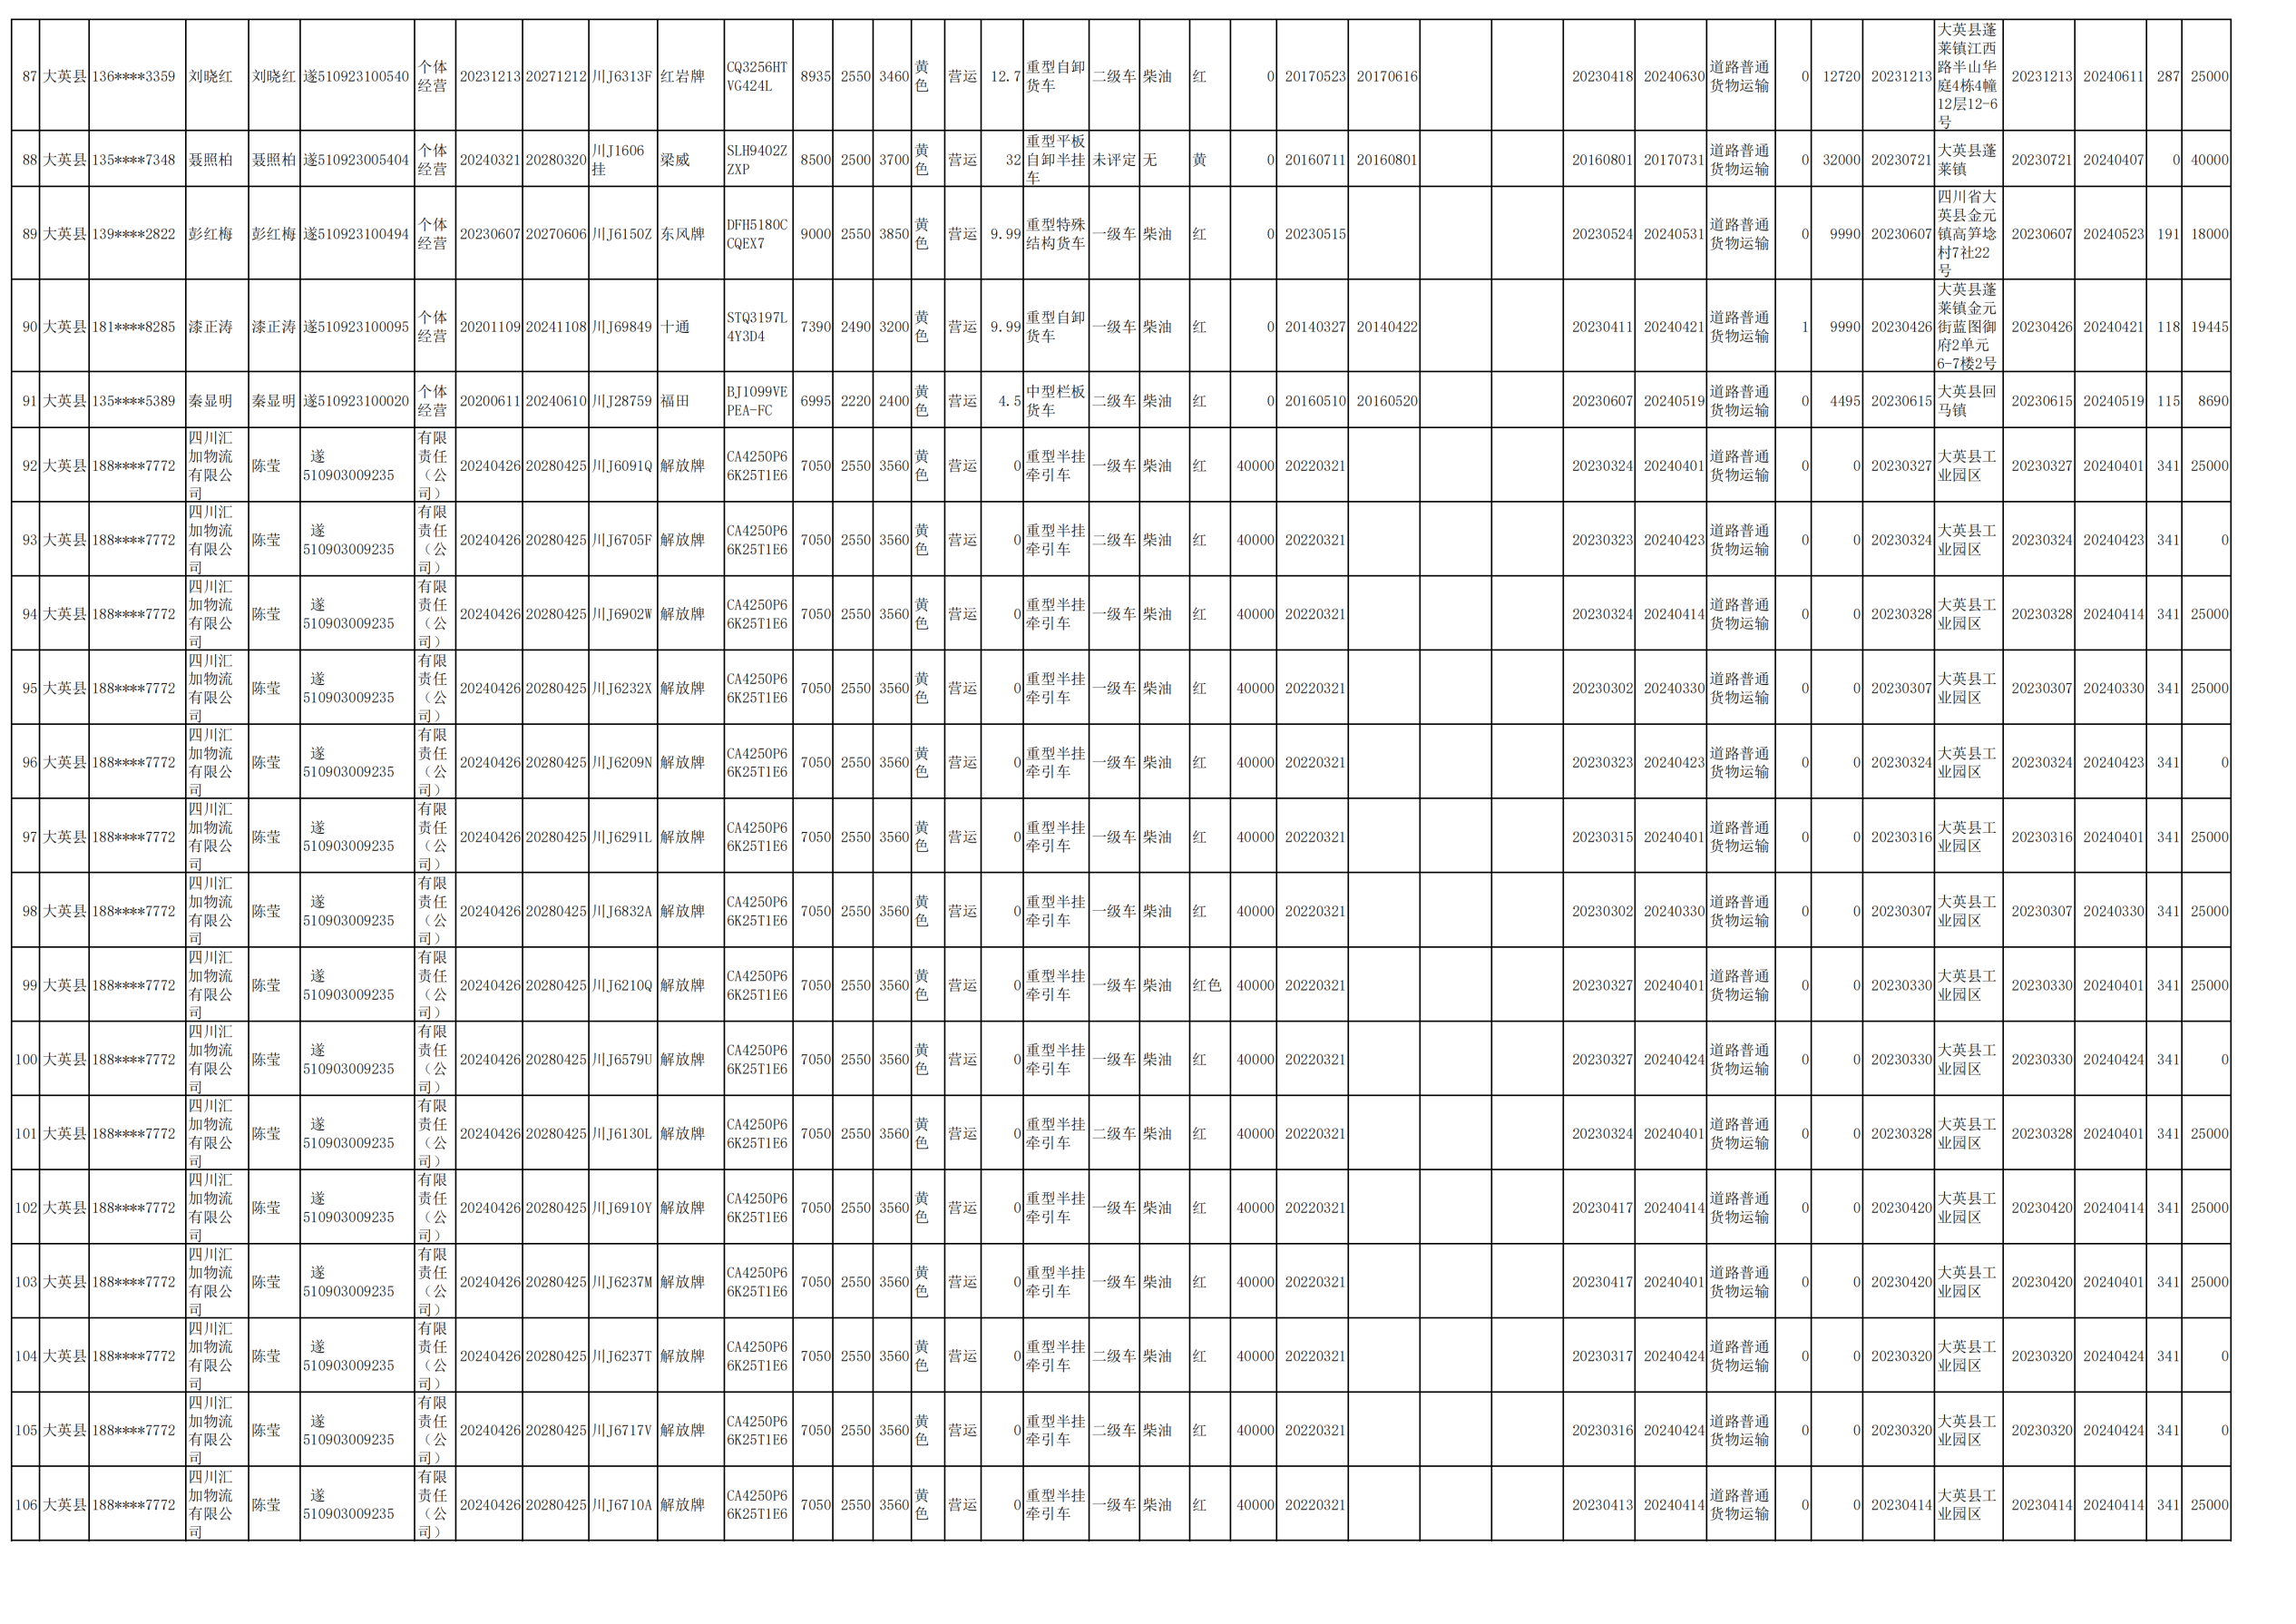 87 大英县 136****3359 刘晓红 刘晓红 遂510923100540 个体经营 20231213 20271212 川J6313F 红岩牌 CQ3256HTVG424L 8935 2550 3460 黄色 营运 12.7 重型自卸货车 二级车 柴油 红 0 20170523 20170616 20230418 20240630 道路普通货物运输 0 12720 20231213 大英县蓬莱镇江西路半山华庭4栋4幢12层12-6号 20231213 20240611 287 25000
88 大英县 135****7348 聂照柏 聂照柏 遂510923005404 个体经营 20240321 20280320 川J1606挂 梁威 SLH9402ZZXP 8500 2500 3700 黄色 营运 32 重型平板自卸半挂车 未评定 无 黄 0 20160711 20160801 20160801 20170731 道路普通货物运输 0 32000 20230721 大英县蓬莱镇 20230721 20240407 0 40000
89 大英县 139****2822 彭红梅 彭红梅 遂510923100494 个体经营 20230607 20270606 川J6150Z 东风牌 DFH5180CCQEX7 9000 2550 3850 黄色 营运 9.99 重型特殊结构货车 一级车 柴油 红 0 20230515 20230524 20240531 道路普通货物运输 0 9990 20230607 四川省大英县金元镇高笋埝村7社22号 20230607 20240523 191 18000
90 大英县 181****8285 漆正涛 漆正涛 遂510923100095 个体经营 20201109 20241108 川J69849 十通 STQ3197L4Y3D4 7390 2490 3200 黄色 营运 9.99 重型自卸货车 一级车 柴油 红 0 20140327 20140422 20230411 20240421 道路普通货物运输 1 9990 20230426 大英县蓬莱镇金元街蓝图御府2单元6-7楼2号 20230426 20240421 118 19445
91 大英县 135****5389 秦显明 秦显明 遂510923100020 个体经营 20200611 20240610 川J28759 福田 BJ1099VEPEA-FC 6995 2220 2400 黄色 营运 4.5 中型栏板货车 二级车 柴油 红 0 20160510 20160520 20230607 20240519 道路普通货物运输 0 4495 20230615 大英县回马镇 20230615 20240519 115 8690
92 大英县 188****7772 四川汇加物流有限公司 陈莹 遂510903009235 有限责任（公司） 20240426 20280425 川J6091Q 解放牌 CA4250P66K25T1E6 7050 2550 3560 黄色 营运 0 重型半挂牵引车 一级车 柴油 红 40000 20220321 20230324 20240401 道路普通货物运输 0 0 20230327 大英县工业园区 20230327 20240401 341 25000
93 大英县 188****7772 四川汇加物流有限公司 陈莹 遂510903009235 有限责任（公司） 20240426 20280425 川J6705F 解放牌 CA4250P66K25T1E6 7050 2550 3560 黄色 营运 0 重型半挂牵引车 二级车 柴油 红 40000 20220321 20230323 20240423 道路普通货物运输 0 0 20230324 大英县工业园区 20230324 20240423 341 0
94 大英县 188****7772 四川汇加物流有限公司 陈莹 遂510903009235 有限责任（公司） 20240426 20280425 川J6902W 解放牌 CA4250P66K25T1E6 7050 2550 3560 黄色 营运 0 重型半挂牵引车 一级车 柴油 红 40000 20220321 20230324 20240414 道路普通货物运输 0 0 20230328 大英县工业园区 20230328 20240414 341 25000
95 大英县 188****7772 四川汇加物流有限公司 陈莹 遂510903009235 有限责任（公司） 20240426 20280425 川J6232X 解放牌 CA4250P66K25T1E6 7050 2550 3560 黄色 营运 0 重型半挂牵引车 一级车 柴油 红 40000 20220321 20230302 20240330 道路普通货物运输 0 0 20230307 大英县工业园区 20230307 20240330 341 25000
96 大英县 188****7772 四川汇加物流有限公司 陈莹 遂510903009235 有限责任（公司） 20240426 20280425 川J6209N 解放牌 CA4250P66K25T1E6 7050 2550 3560 黄色 营运 0 重型半挂牵引车 一级车 柴油 红 40000 20220321 20230323 20240423 道路普通货物运输 0 0 20230324 大英县工业园区 20230324 20240423 341 0
97 大英县 188****7772 四川汇加物流有限公司 陈莹 遂510903009235 有限责任（公司） 20240426 20280425 川J6291L 解放牌 CA4250P66K25T1E6 7050 2550 3560 黄色 营运 0 重型半挂牵引车 一级车 柴油 红 40000 20220321 20230315 20240401 道路普通货物运输 0 0 20230316 大英县工业园区 20230316 20240401 341 25000
98 大英县 188****7772 四川汇加物流有限公司 陈莹 遂510903009235 有限责任（公司） 20240426 20280425 川J6832A 解放牌 CA4250P66K25T1E6 7050 2550 3560 黄色 营运 0 重型半挂牵引车 一级车 柴油 红 40000 20220321 20230302 20240330 道路普通货物运输 0 0 20230307 大英县工业园区 20230307 20240330 341 25000
99 大英县 188****7772 四川汇加物流有限公司 陈莹 遂510903009235 有限责任（公司） 20240426 20280425 川J6210Q 解放牌 CA4250P66K25T1E6 7050 2550 3560 黄色 营运 0 重型半挂牵引车 一级车 柴油 红色 40000 20220321 20230327 20240401 道路普通货物运输 0 0 20230330 大英县工业园区 20230330 20240401 341 25000
100 大英县 188****7772 四川汇加物流有限公司 陈莹 遂510903009235 有限责任（公司） 20240426 20280425 川J6579U 解放牌 CA4250P66K25T1E6 7050 2550 3560 黄色 营运 0 重型半挂牵引车 一级车 柴油 红 40000 20220321 20230327 20240424 道路普通货物运输 0 0 20230330 大英县工业园区 20230330 20240424 341 0
101 大英县 188****7772 四川汇加物流有限公司 陈莹 遂510903009235 有限责任（公司） 20240426 20280425 川J6130L 解放牌 CA4250P66K25T1E6 7050 2550 3560 黄色 营运 0 重型半挂牵引车 二级车 柴油 红 40000 20220321 20230324 20240401 道路普通货物运输 0 0 20230328 大英县工业园区 20230328 20240401 341 25000
102 大英县 188****7772 四川汇加物流有限公司 陈莹 遂510903009235 有限责任（公司） 20240426 20280425 川J6910Y 解放牌 CA4250P66K25T1E6 7050 2550 3560 黄色 营运 0 重型半挂牵引车 一级车 柴油 红 40000 20220321 20230417 20240414 道路普通货物运输 0 0 20230420 大英县工业园区 20230420 20240414 341 25000
103 大英县 188****7772 四川汇加物流有限公司 陈莹 遂510903009235 有限责任（公司） 20240426 20280425 川J6237M 解放牌 CA4250P66K25T1E6 7050 2550 3560 黄色 营运 0 重型半挂牵引车 一级车 柴油 红 40000 20220321 20230417 20240401 道路普通货物运输 0 0 20230420 大英县工业园区 20230420 20240401 341 25000
104 大英县 188****7772 四川汇加物流有限公司 陈莹 遂510903009235 有限责任（公司） 20240426 20280425 川J6237T 解放牌 CA4250P66K25T1E6 7050 2550 3560 黄色 营运 0 重型半挂牵引车 二级车 柴油 红 40000 20220321 20230317 20240424 道路普通货物运输 0 0 20230320 大英县工业园区 20230320 20240424 341 0
105 大英县 188****7772 四川汇加物流有限公司 陈莹 遂510903009235 有限责任（公司） 20240426 20280425 川J6717V 解放牌 CA4250P66K25T1E6 7050 2550 3560 黄色 营运 0 重型半挂牵引车 二级车 柴油 红 40000 20220321 20230316 20240424 道路普通货物运输 0 0 20230320 大英县工业园区 20230320 20240424 341 0
106 大英县 188****7772 四川汇加物流有限公司 陈莹 遂510903009235 有限责任（公司） 20240426 20280425 川J6710A 解放牌 CA4250P66K25T1E6 7050 2550 3560 黄色 营运 0 重型半挂牵引车 一级车 柴油 红 40000 20220321 20230413 20240414 道路普通货物运输 0 0 20230414 大英县工业园区 20230414 20240414 341 25000